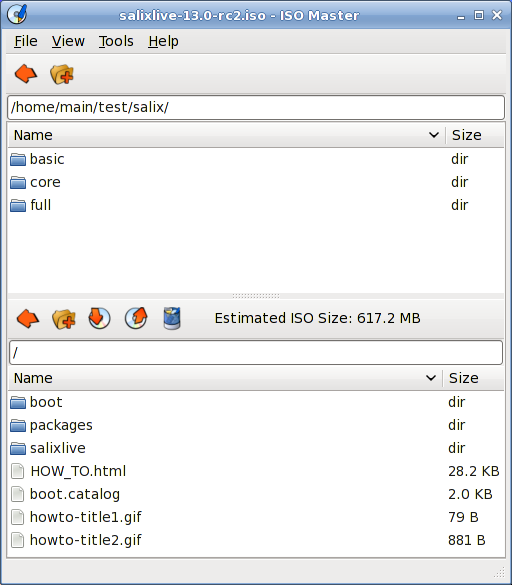 salixlive-13.0-rc2.iso - ISO Master
File View Tools Help
/home/main/test/salix/
Name Size
basic dir
core dir
full dir
Estimated ISO Size: 617.2 MB
/
Name Size
boot dir
packages dir
salixlive dir
HOW_TO.html 28.2 KB
boot.catalog 2.0 KB
howto-title1.gif 79 B
howto-title2.gif 881 B